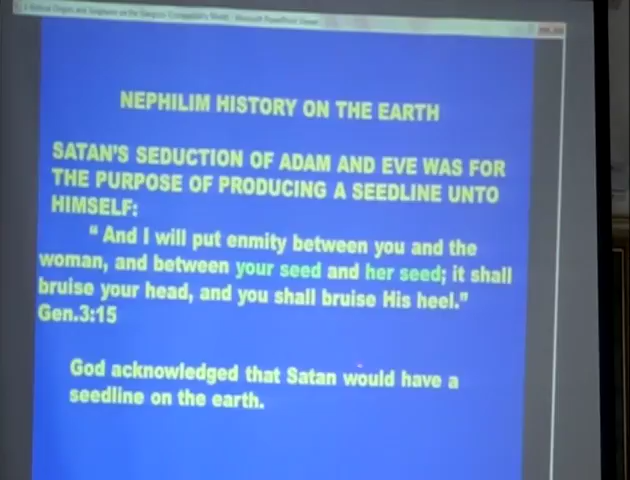 NEPHILIM HISTORY ON THE EARTH
SATAN'S SEDUCTION OF ADAM AND EVE WAS FOR
THE PURPOSE OF PRODUCING A SEEDLINE UNTO
HIMSELF:
" And I will put enmity between you and the
woman, and between your seed and her seed; it shall
bruise your head, and you shall bruise His heel."
Gen.3:15
God acknowledged that Satan would have a
seedline on the earth.